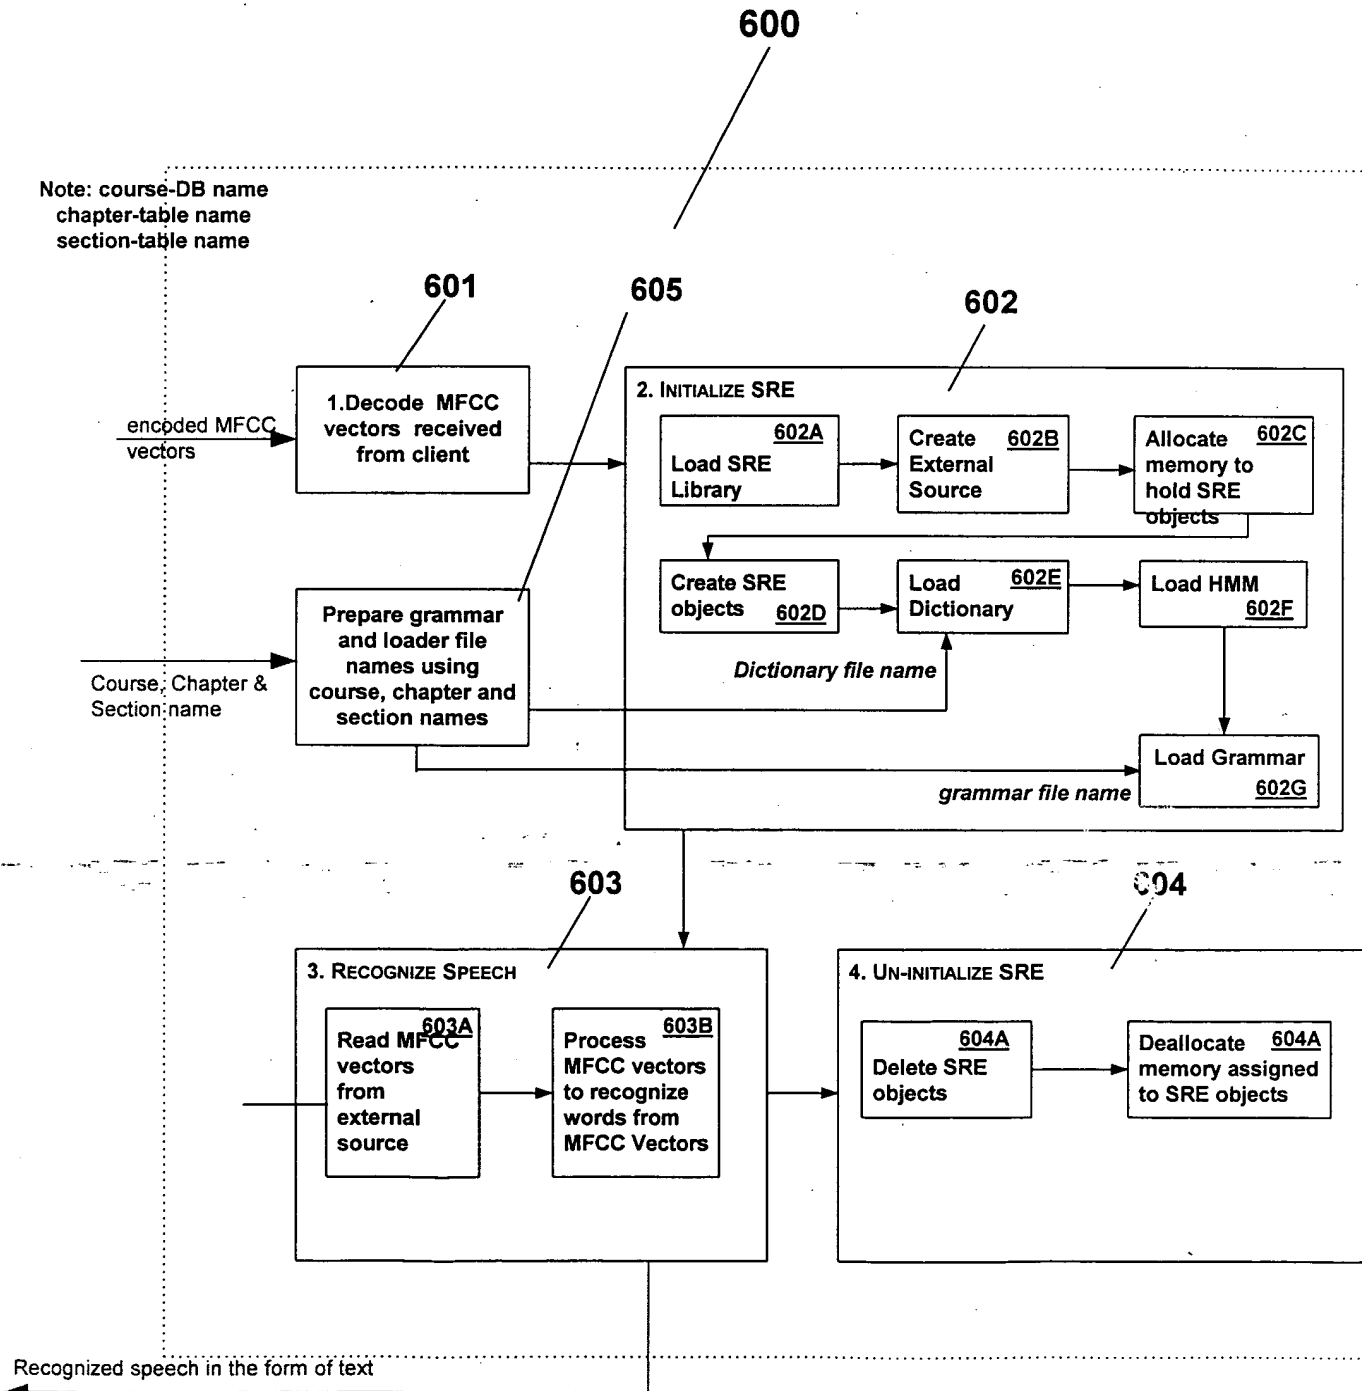 600
Note: course-DB name
chapter-table name
section-table name
601
605
602
encoded MFCC
vectors
1.Decode MFCC
vectors received
from client
2. INITIALIZE SRE
602A
Load SRE
Library
Create
External
Source
602B
Allocate
memory to
hold SRE
objects
602C
Create SRE
objects
602D
Load
Dictionary
602E
Load HMM
602F
Prepare grammar
and loader file
names using
course, chapter and
section names
Course, Chapter &
Section name
Dictionary file name
Load Grammar
602G
grammar file name
603
604
3. RECOGNIZE SPEECH
603A
Read MFCC
vectors
from
external
source
603B
Process
MFCC vectors
to recognize
words from
MFCC Vectors
4. UN-INITIALIZE SRE
604A
Delete SRE
objects
Deallocate
memory assigned
to SRE objects
604A
Recognized speech in the form of text